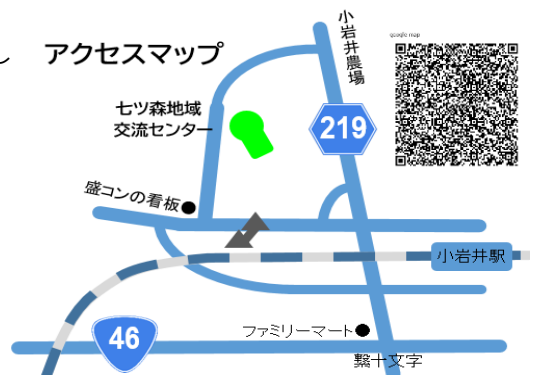 し
アクセスマップ
小岩井農場
google map
七ツ森地域
交流センター
219
盛コンの看板
小岩井駅
46
ファミリーマート
繋十文字